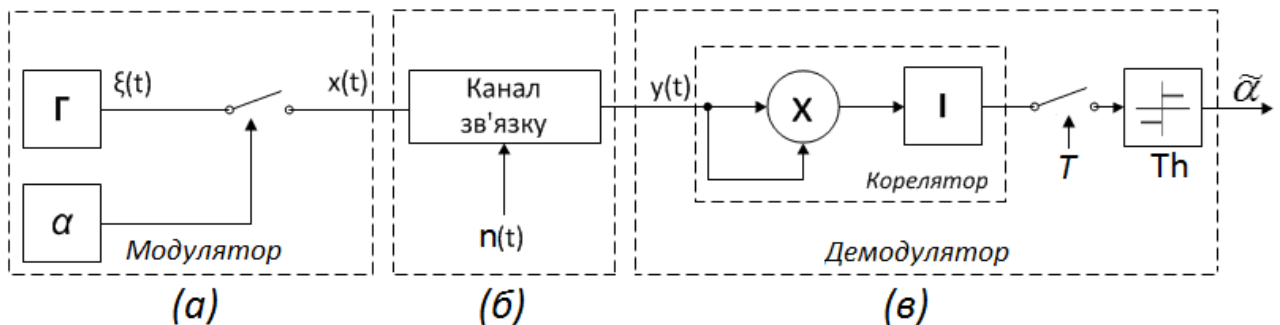 Г
ξ(t)
x(t)
α
Модулятор
(а)
Канал
зв'язку
n(t)
(б)
y(t)
X
I
Корелятор
T
Th
α̃
Демодулятор
(в)